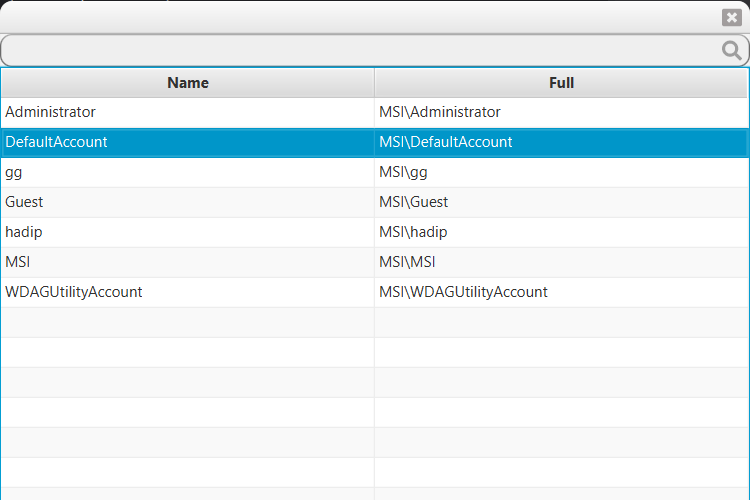 Name Full
Administrator MSI\Administrator
DefaultAccount MSI\DefaultAccount
gg MSI\gg
Guest MSI\Guest
hadip MSI\hadip
MSI MSI\MSI
WDAGUtilityAccount MSI\WDAGUtilityAccount